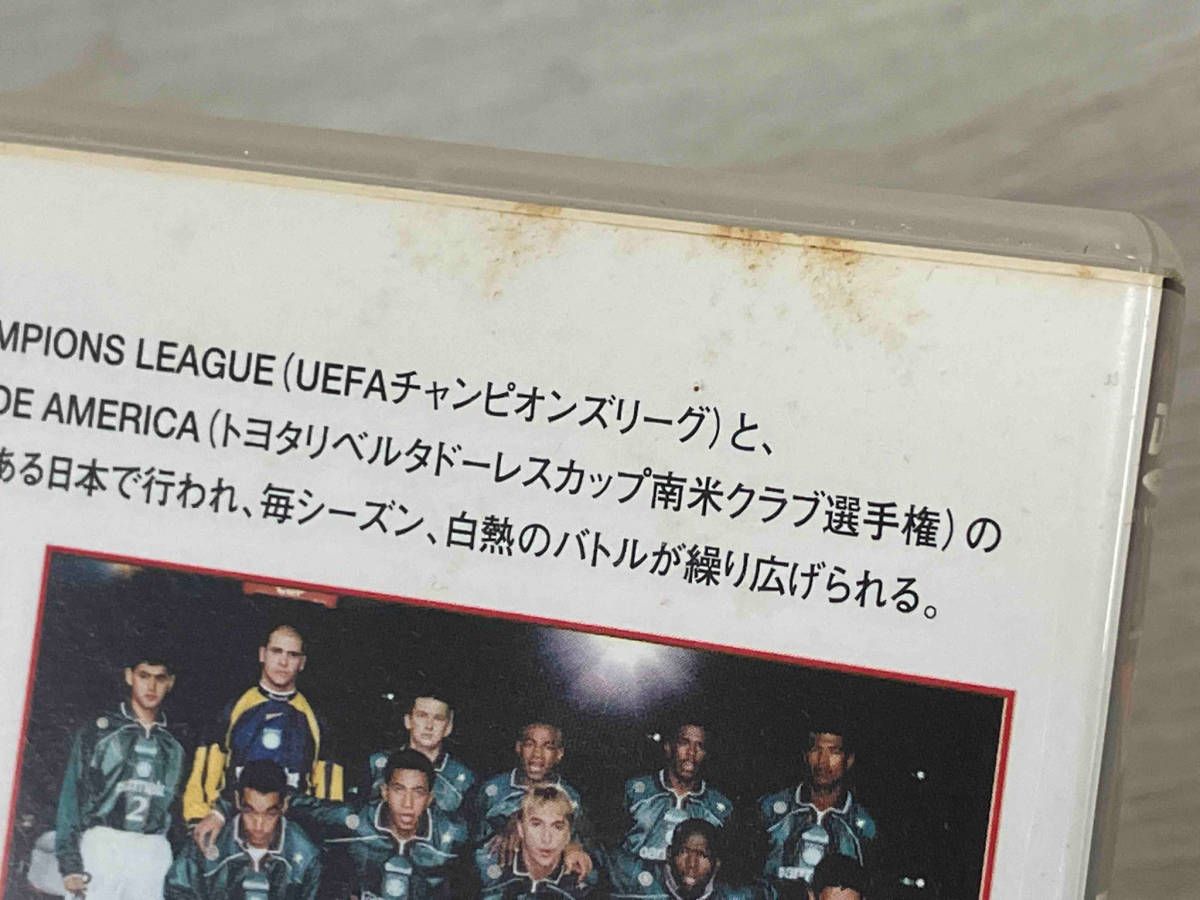 MPIONS LEAGUE(UEFAチャンピオンズリーグ)と、
DE AMERICA(トヨタリベルタドーレスカップ南米クラブ選手権)の
ある日本で行われ、毎シーズン、白熱のバトルが繰り広げられる。
2